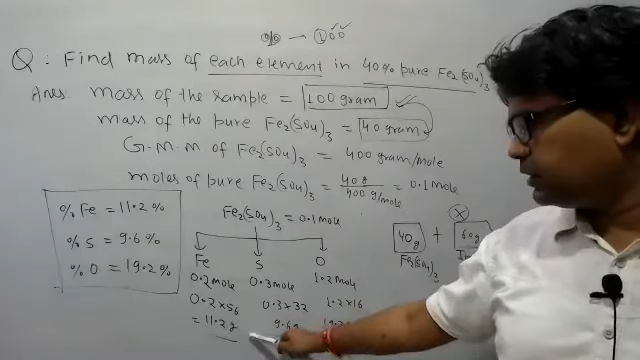 % → 100
Q: Find mass of each element in 40% pure Fe₂(SO₄)₃
Ans: mass of the sample = 100 gram
mass of the pure Fe₂(SO₄)₃ = 40 gram
G.M.M of Fe₂(SO₄)₃ = 400 gram/mole
moles of pure Fe₂(SO₄)₃ = 40g / 400 g/mole = 0.1 mole
% Fe = 11.2 %
% S = 9.6 %
% O = 19.2 %
Fe₂(SO₄)₃ = 0.1 mole
Fe S O
0.2 mole 0.3 mole 1.2 mole
0.2 × 56 0.3 × 32 1.2 × 16
= 11.2 g 9.6g
40g + 60g
Fe₂(SO₄)₃